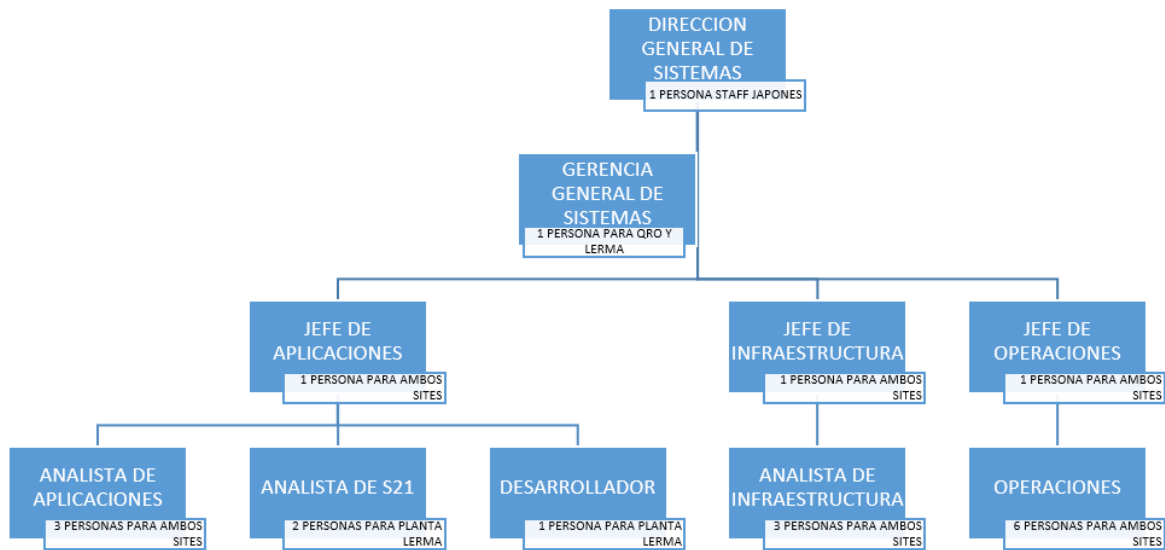 DIRECCION
GENERAL DE
SISTEMAS
1 PERSONA STAFF JAPONES
GERENCIA
GENERAL DE
SISTEMAS
1 PERSONA PARA QRO Y
LERMA
JEFE DE
APLICACIONES
1 PERSONA PARA AMBOS
SITES
JEFE DE
INFRAESTRUCTURA
1 PERSONA PARA AMBOS
SITES
JEFE DE
OPERACIONES
1 PERSONA PARA AMBOS
SITES
ANALISTA DE
APLICACIONES
3 PERSONAS PARA AMBOS
SITES
ANALISTA DE S21
2 PERSONAS PARA PLANTA
LERMA
DESARROLLADOR
1 PERSONA PARA PLANTA
LERMA
ANALISTA DE
INFRAESTRUCTURA
3 PERSONAS PARA AMBOS
SITES
OPERACIONES
6 PERSONAS PARA AMBOS
SITES